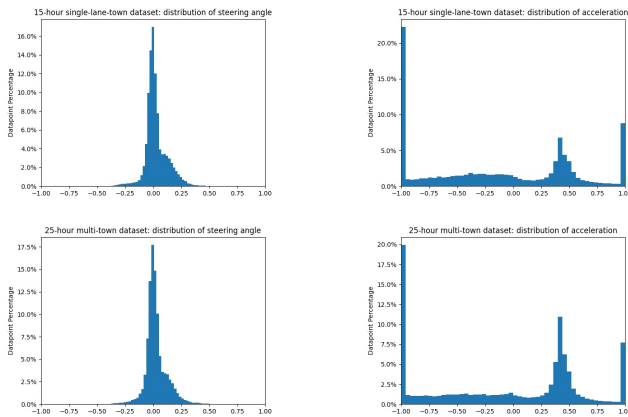 15-hour single-lane-town dataset: distribution of steering angle
Datapoint Percentage
16.0%
14.0%
12.0%
10.0%
8.0%
6.0%
4.0%
2.0%
0.0%
−1.00 −0.75 −0.50 −0.25 0.00 0.25 0.50 0.75 1.00
15-hour single-lane-town dataset: distribution of acceleration
Datapoint Percentage
20.0%
15.0%
10.0%
5.0%
0.0%
−1.00 −0.75 −0.50 −0.25 0.00 0.25 0.50 0.75 1.0
25-hour multi-town dataset: distribution of steering angle
Datapoint Percentage
17.5%
15.0%
12.5%
10.0%
7.5%
5.0%
2.5%
0.0%
−1.00 −0.75 −0.50 −0.25 0.00 0.25 0.50 0.75 1.00
25-hour multi-town dataset: distribution of acceleration
Datapoint Percentage
20.0%
17.5%
15.0%
12.5%
10.0%
7.5%
5.0%
2.5%
0.0%
−1.00 −0.75 −0.50 −0.25 0.00 0.25 0.50 0.75 1.0